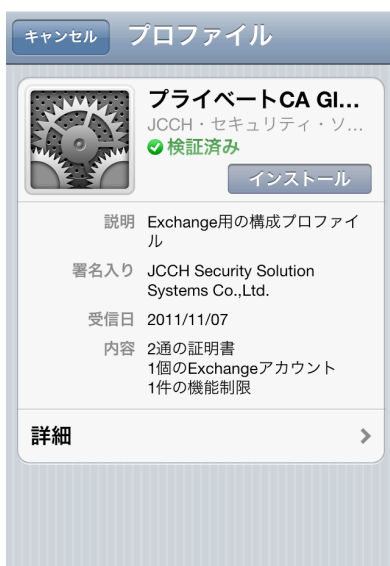 キャンセル プロファイル
プライベートCA Gl...
JCCH・セキュリティ・ソ...
検証済み
インストール
説明 Exchange用の構成プロファイ
ル
署名入り JCCH Security Solution
Systems Co.,Ltd.
受信日 2011/11/07
内容 2通の証明書
1個のExchangeアカウント
1件の機能制限
詳細